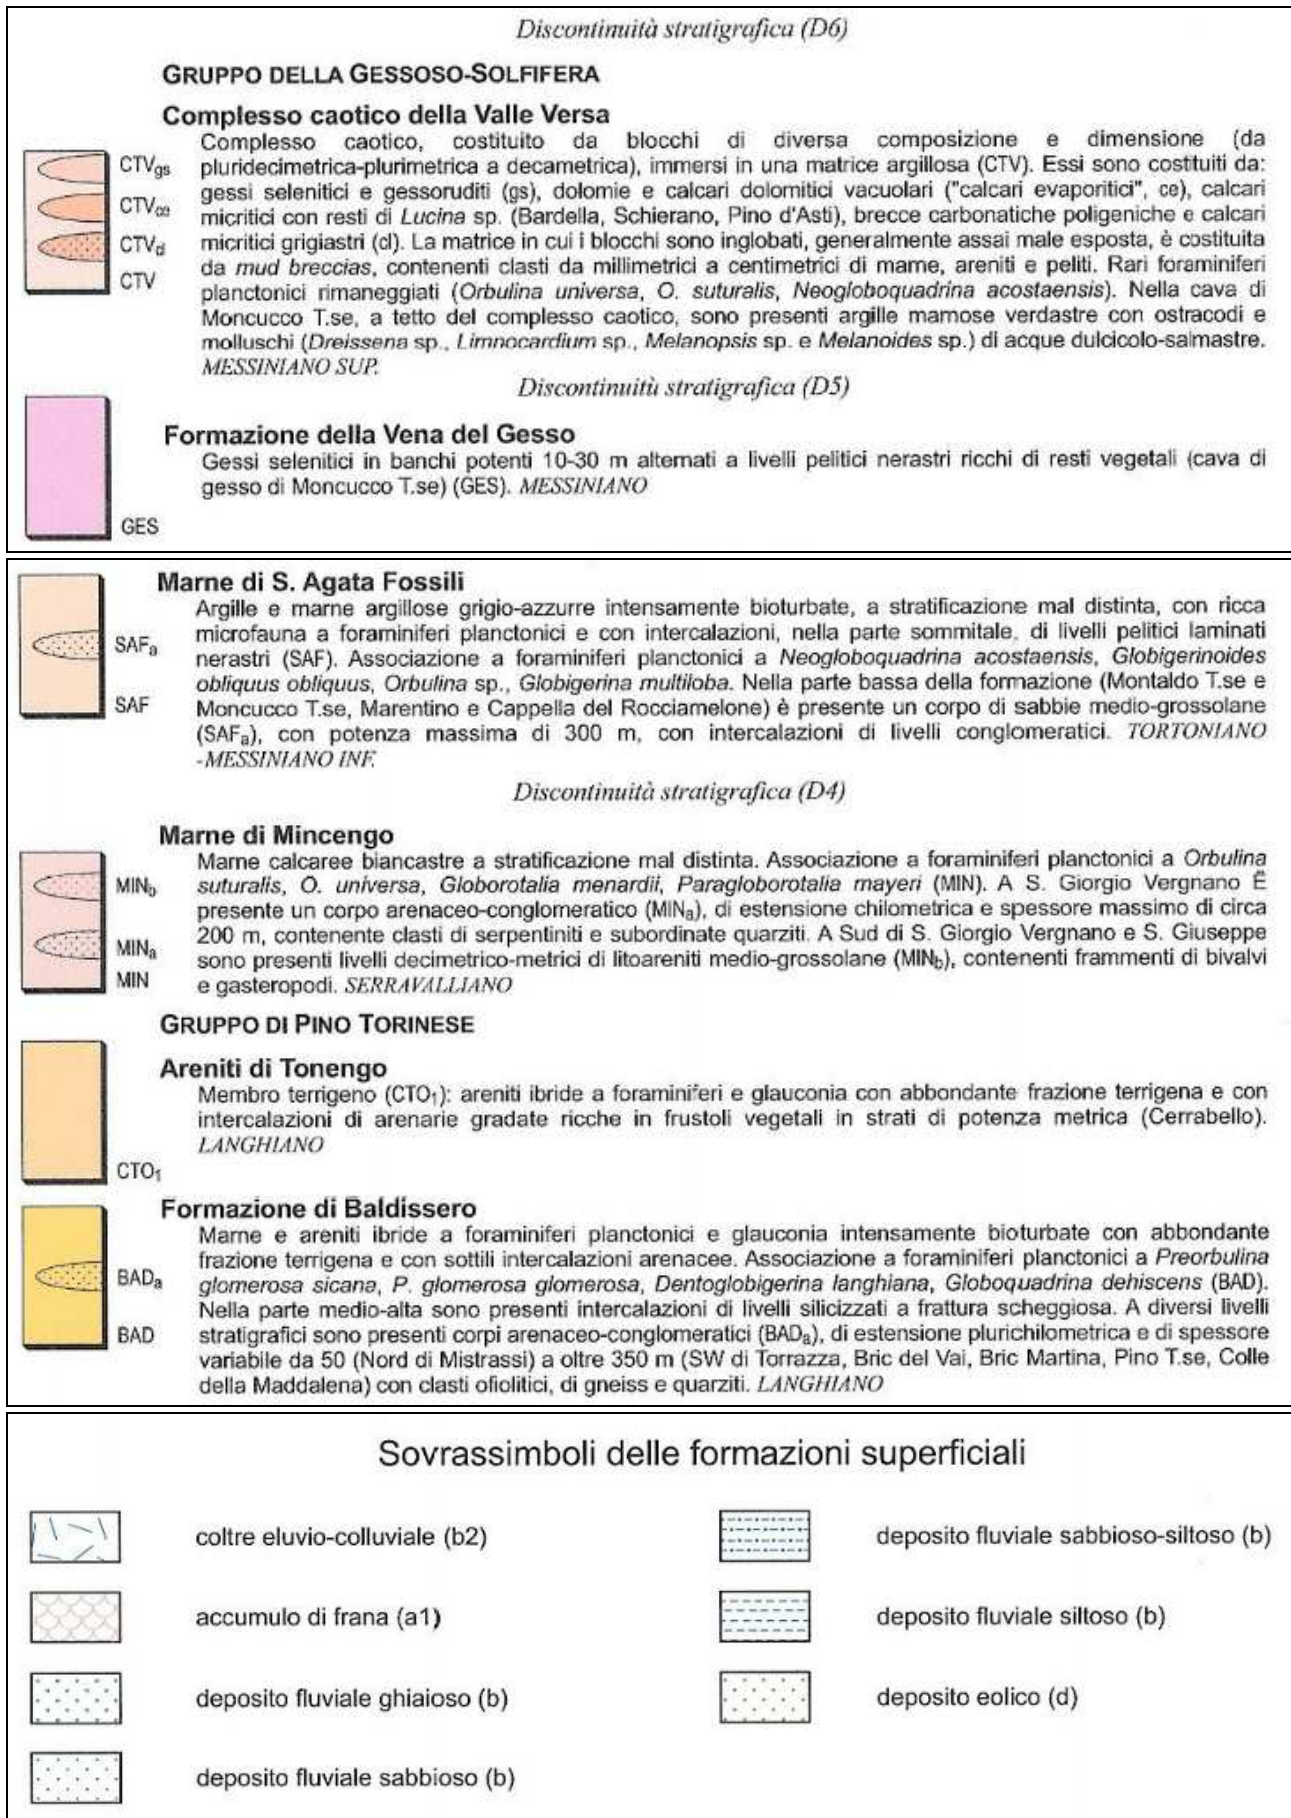 Discontinuità stratigrafica (D6)
GRUPPO DELLA GESSOSO-SOLFIFERA
Complesso caotico della Valle Versa
Complesso caotico, costituito da blocchi di diversa composizione e dimensione (da
pluridecimetrica-plurimetrica a decametrica), immersi in una matrice argillosa (CTV). Essi sono costituiti da:
gessi selenitici e gessoruditi (gs), dolomie e calcari dolomitici vacuolari ("calcari evaporitici", ce), calcari
micritici con resti di Lucina sp. (Bardella, Schierano, Pino d'Asti), brecce carbonatiche poligeniche e calcari
micritici grigiastri (cl). La matrice in cui i blocchi sono inglobati, generalmente assai male esposta, è costituita
da mud breccias, contenenti clasti da millimetrici a centimetrici di marne, areniti e peliti. Rari foraminiferi
planctonici rimaneggiati (Orbulina universa, O. suturalis, Neogloboquadrina acostaensis). Nella cava di
Moncucco T.se, a tetto del complesso caotico, sono presenti argille marnose verdastre con ostracodi e
molluschi (Dreissena sp., Limnocardium sp., Melanopsis sp. e Melanoides sp.) di acque dulcicolo-salmastre.
MESSINIANO SUP.
CTVgs
CTVce
CTVd
CTV
Discontinuitù stratigrafica (D5)
Formazione della Vena del Gesso
Gessi selenitici in banchi potenti 10-30 m alternati a livelli pelitici nerastri ricchi di resti vegetali (cava di
gesso di Moncucco T.se) (GES). MESSINIANO
GES
Marne di S. Agata Fossili
Argille e marne argillose grigio-azzurre intensamente bioturbate, a stratificazione mal distinta, con ricca
microfauna a foraminiferi planctonici e con intercalazioni, nella parte sommitale, di livelli pelitici laminati
nerastri (SAF). Associazione a foraminiferi planctonici a Neogloboquadrina acostaensis, Globigerinoides
obliquus obliquus, Orbulina sp., Globigerina multiloba. Nella parte bassa della formazione (Montaldo T.se e
Moncucco T.se, Marentino e Cappella del Rocciamelone) è presente un corpo di sabbie medio-grossolane
(SAFa), con potenza massima di 300 m, con intercalazioni di livelli conglomeratici. TORTONIANO
-MESSINIANO INF.
SAFa
SAF
Discontinuità stratigrafica (D4)
Marne di Mincengo
Marne calcaree biancastre a stratificazione mal distinta. Associazione a foraminiferi planctonici a Orbulina
suturalis, O. universa, Globorotalia menardii, Paragloborotalia mayeri (MIN). A S. Giorgio Vergnano È
presente un corpo arenaceo-conglomeratico (MINa), di estensione chilometrica e spessore massimo di circa
200 m, contenente clasti di serpentiniti e subordinate quarziti. A Sud di S. Giorgio Vergnano e S. Giuseppe
sono presenti livelli decimetrico-metrici di litoareniti medio-grossolane (MINb), contenenti frammenti di bivalvi
e gasteropodi. SERRAVALLIANO
MINb
MINa
MIN
GRUPPO DI PINO TORINESE
Areniti di Tonengo
Membro terrigeno (CTO1): areniti ibride a foraminiferi e glauconia con abbondante frazione terrigena e con
intercalazioni di arenarie gradate ricche in frustoli vegetali in strati di potenza metrica (Cerrabello).
LANGHIANO
CTO1
Formazione di Baldissero
Marne e areniti ibride a foraminiferi planctonici e glauconia intensamente bioturbate con abbondante
frazione terrigena e con sottili intercalazioni arenacee. Associazione a foraminiferi planctonici a Preorbulina
glomerosa sicana, P. glomerosa glomerosa, Dentoglobigerina langhiana, Globoquadrina dehiscens (BAD).
Nella parte medio-alta sono presenti intercalazioni di livelli silicizzati a frattura scheggiosa. A diversi livelli
stratigrafici sono presenti corpi arenaceo-conglomeratici (BADa), di estensione plurichilometrica e di spessore
variabile da 50 (Nord di Mistrassi) a oltre 350 m (SW di Torrazza, Bric del Vai, Bric Martina, Pino T.se, Colle
della Maddalena) con clasti ofiolitici, di gneiss e quarziti. LANGHIANO
BADa
BAD
Sovrassimboli delle formazioni superficiali
coltre eluvio-colluviale (b2)
accumulo di frana (a1)
deposito fluviale ghiaioso (b)
deposito fluviale sabbioso (b)
deposito fluviale sabbioso-siltoso (b)
deposito fluviale siltoso (b)
deposito eolico (d)